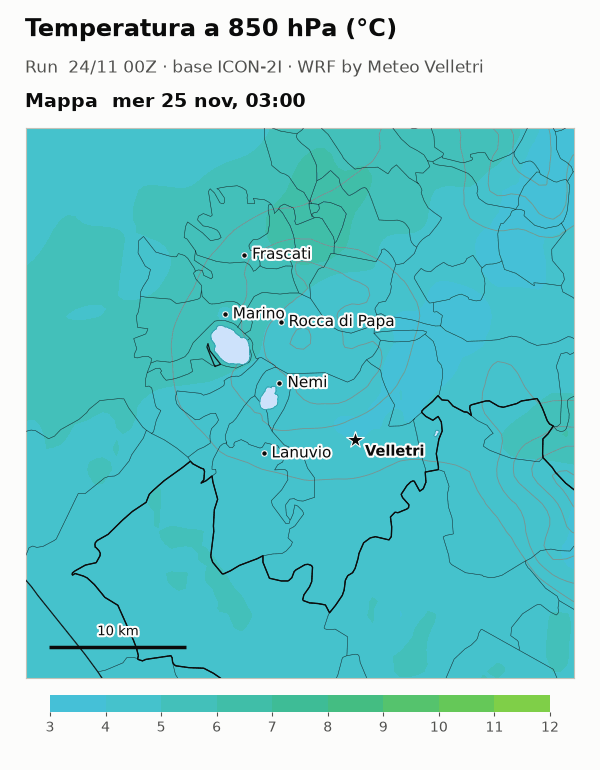 Temperatura a 850 hPa (°C)
Run  24/11 00Z · base ICON-2I · WRF by Meteo Velletri
Mappa  mer 25 nov, 03:00
Frascati
Marino
Rocca di Papa
Nemi
Velletri
Lanuvio
10 km
3 4 5 6 7 8 9 10 11 12